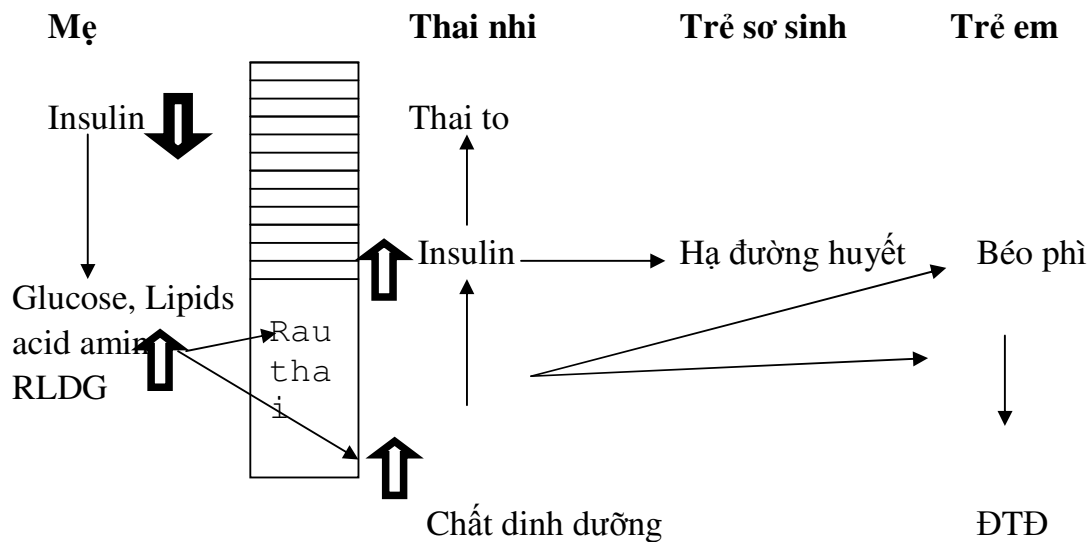 Mẹ Thai nhi Trẻ sơ sinh Trẻ em
Insulin Thai to
Insulin Hạ đường huyết Béo phì
Glucose, Lipids
acid amin
RLDG
Rau
tha
i
Chất dinh dưỡng ĐTĐ